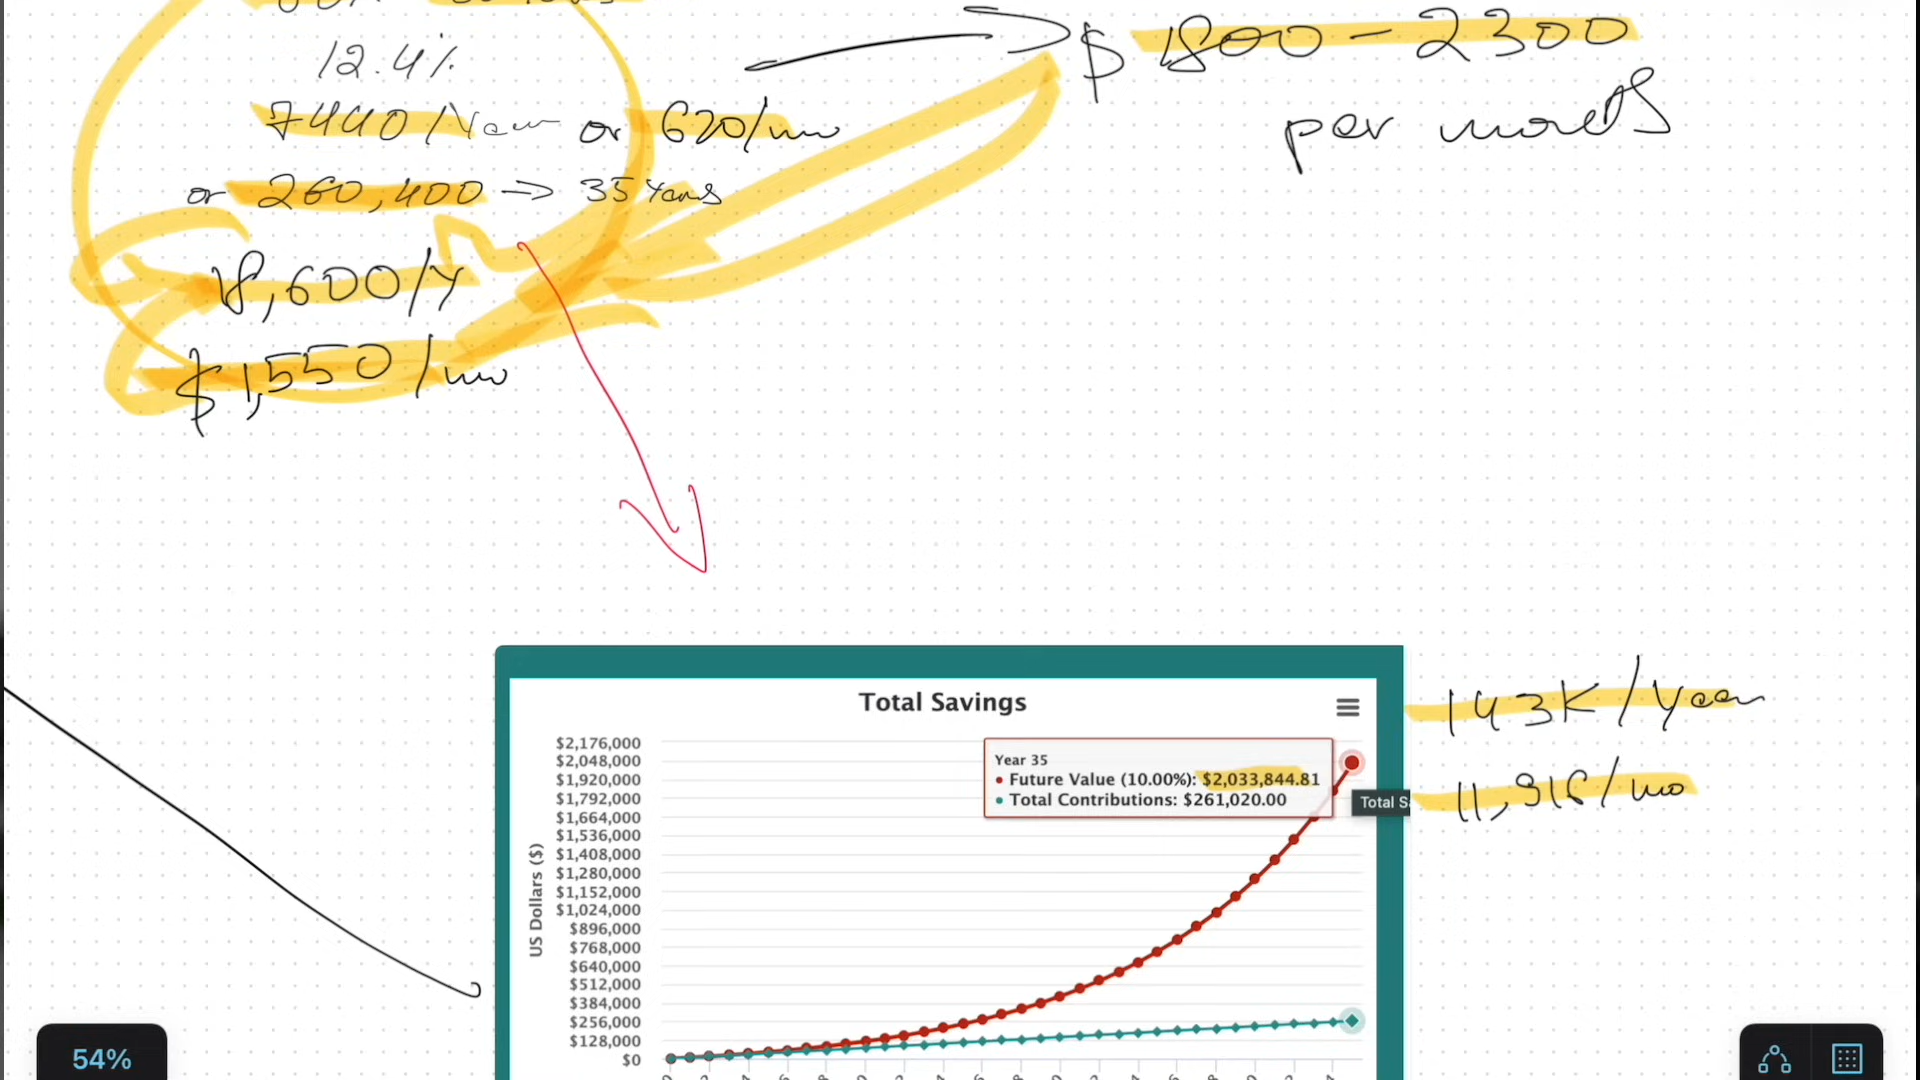 12.4%
7440/Year or 620/mo
or 260,400 → 35 Years
18,600/Y
$1,550/mo
$1800 - 2300
per month
Total Savings
$2,176,000
$2,048,000
$1,920,000
$1,792,000
$1,664,000
$1,536,000
$1,408,000
$1,280,000
$1,152,000
$1,024,000
$896,000
$768,000
$640,000
$512,000
$384,000
$256,000
$128,000
$0
US Dollars ($)
Year 35
Future Value (10.00%): $2,033,844.81
Total Contributions: $261,020.00
Total S
143K/Year
11,916/mo
54%